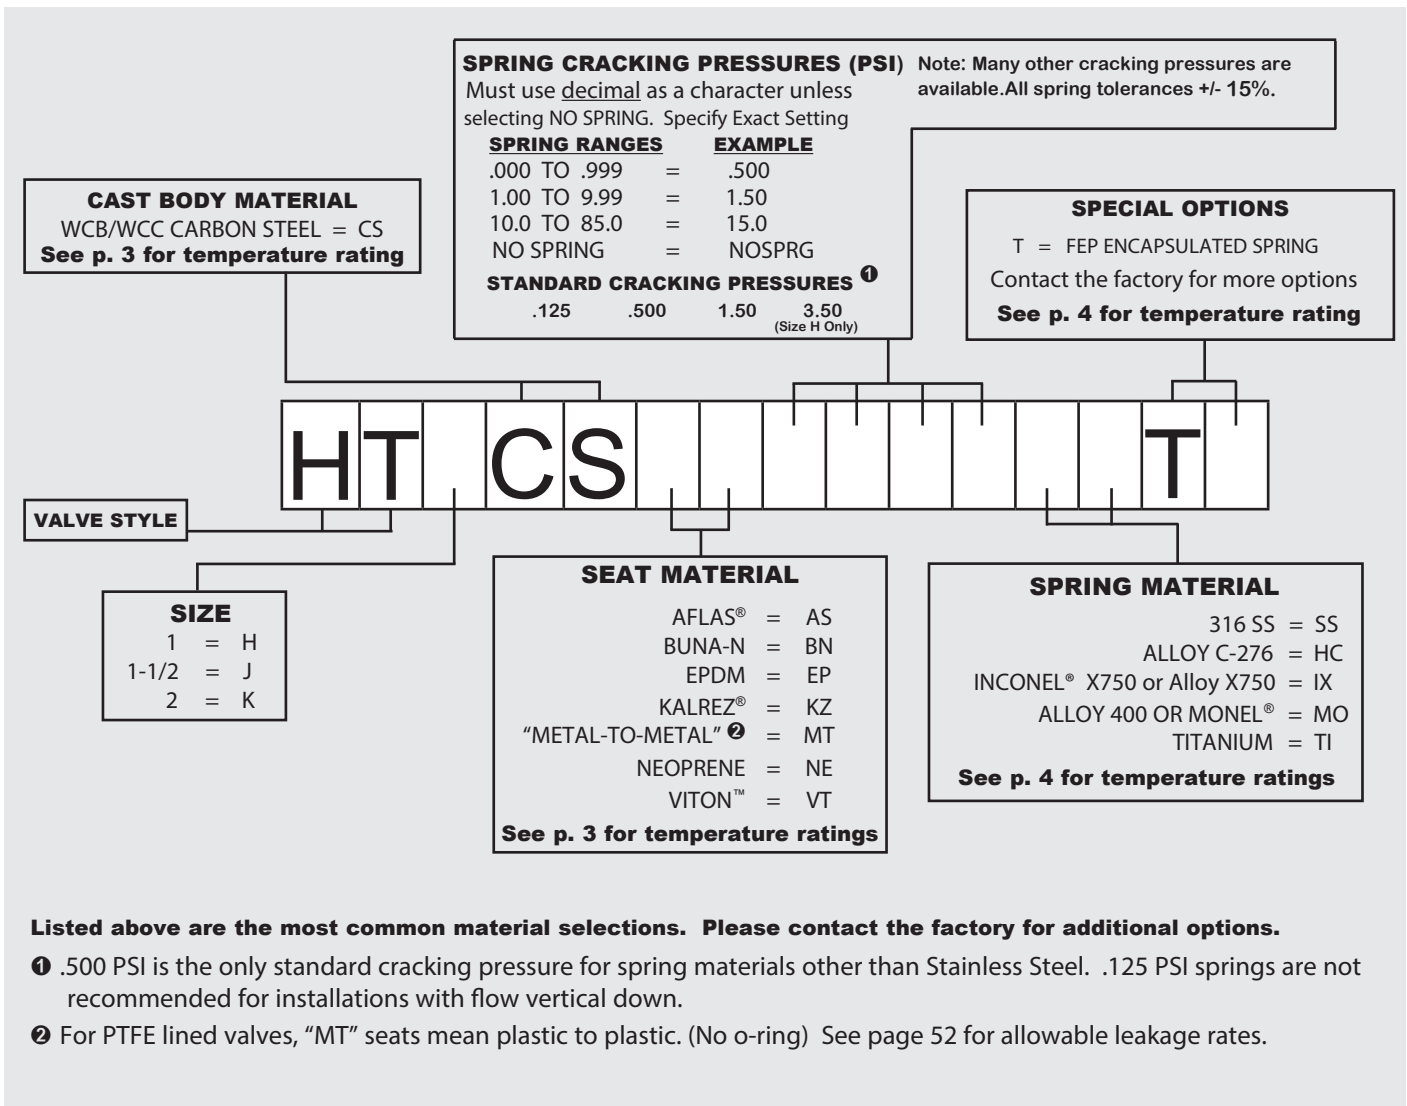 SPRING CRACKING PRESSURES (PSI)
Must use decimal as a character unless
selecting NO SPRING. Specify Exact Setting
SPRING RANGES EXAMPLE
.000 TO .999 = .500
1.00 TO 9.99 = 1.50
10.0 TO 85.0 = 15.0
NO SPRING = NOSPRG
STANDARD CRACKING PRESSURES ❶
.125 .500 1.50 3.50
(Size H Only)
Note: Many other cracking pressures are
available.All spring tolerances +/- 15%.
CAST BODY MATERIAL
WCB/WCC CARBON STEEL = CS
See p. 3 for temperature rating
SPECIAL OPTIONS
T = FEP ENCAPSULATED SPRING
Contact the factory for more options
See p. 4 for temperature rating
H T C S T
VALVE STYLE
SIZE
1 = H
1-1/2 = J
2 = K
SEAT MATERIAL
AFLAS® = AS
BUNA-N = BN
EPDM = EP
KALREZ® = KZ
“METAL-TO-METAL” ❷ = MT
NEOPRENE = NE
VITON™ = VT
See p. 3 for temperature ratings
SPRING MATERIAL
316 SS = SS
ALLOY C-276 = HC
INCONEL® X750 or Alloy X750 = IX
ALLOY 400 OR MONEL® = MO
TITANIUM = TI
See p. 4 for temperature ratings
Listed above are the most common material selections. Please contact the factory for additional options.
❶ .500 PSI is the only standard cracking pressure for spring materials other than Stainless Steel. .125 PSI springs are not
recommended for installations with flow vertical down.
❷ For PTFE lined valves, “MT” seats mean plastic to plastic. (No o-ring) See page 52 for allowable leakage rates.